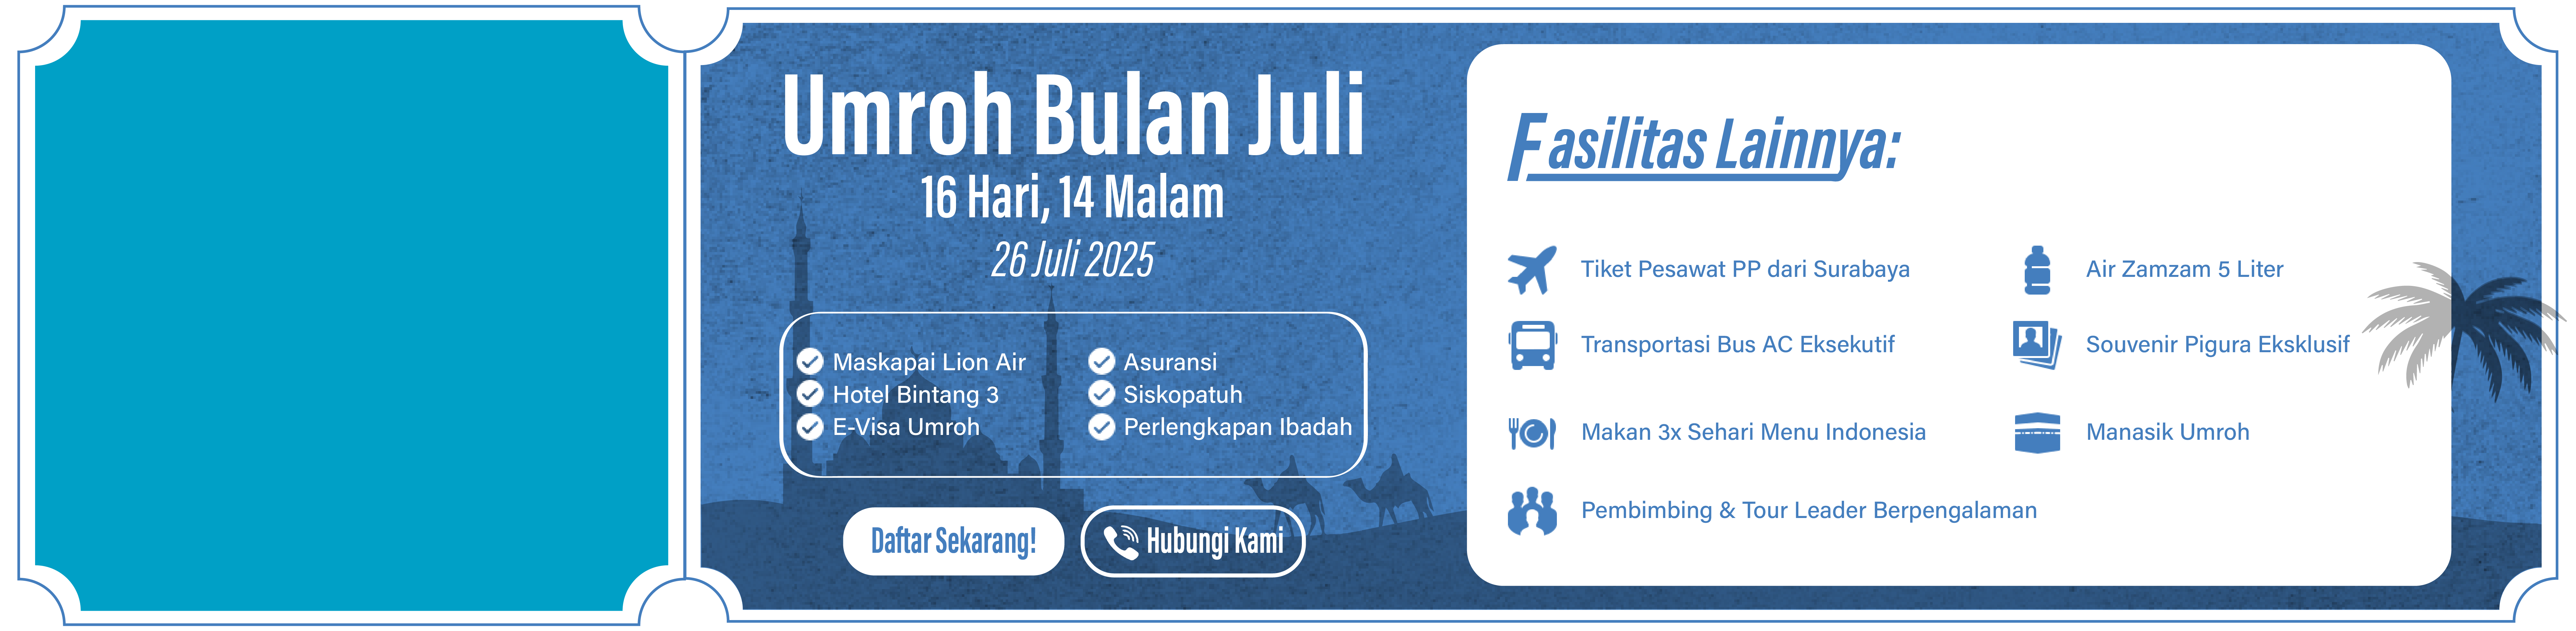 Umroh Bulan Juli
16 Hari, 14 Malam
26 Juli 2025
Maskapai Lion Air
Hotel Bintang 3
E-Visa Umroh
Asuransi
Siskopatuh
Perlengkapan Ibadah
Daftar Sekarang!
Hubungi Kami
Fasilitas Lainnya:
Tiket Pesawat PP dari Surabaya
Transportasi Bus AC Eksekutif
Makan 3x Sehari Menu Indonesia
Pembimbing & Tour Leader Berpengalaman
Air Zamzam 5 Liter
Souvenir Pigura Eksklusif
Manasik Umroh